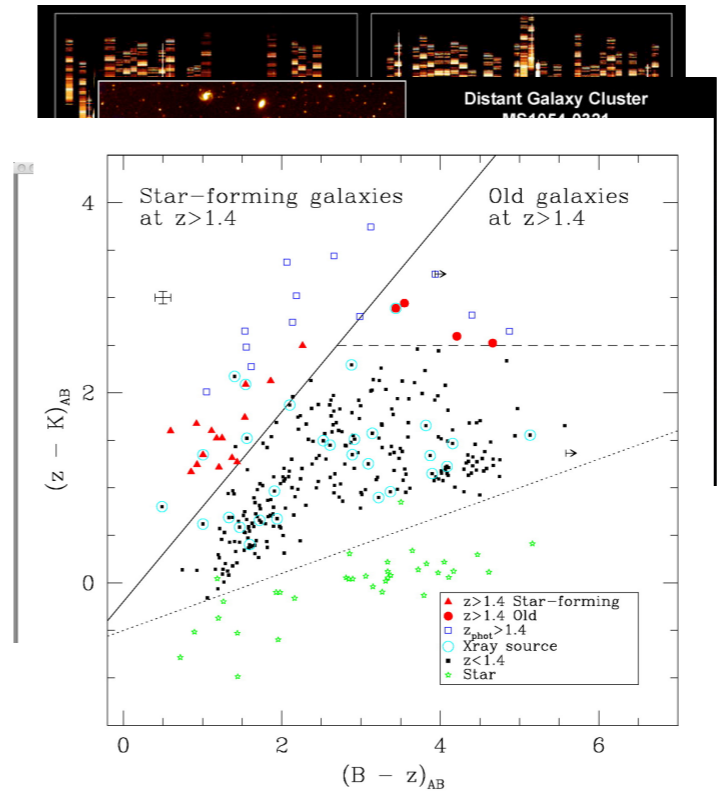 Distant Galaxy Cluster
MS1054-0321
Star-forming galaxies
at z>1.4
Old galaxies
at z>1.4
4
2
0
(z - K)AB
z>1.4 Star-forming
z>1.4 Old
zphot>1.4
Xray source
z<1.4
Star
0
2
4
6
(B - z)AB